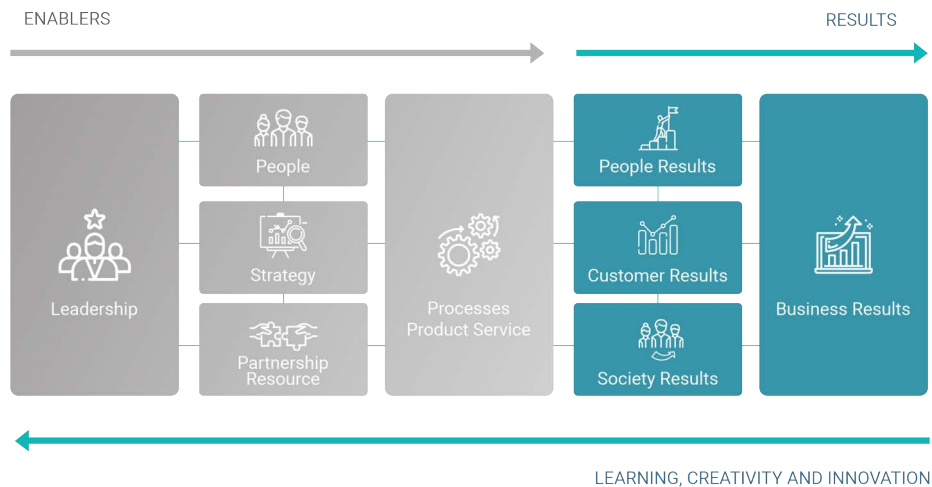 ENABLERS
RESULTS
Leadership
People
Strategy
Partnership
Resource
Processes
Product Service
People Results
Customer Results
Society Results
Business Results
LEARNING, CREATIVITY AND INNOVATION